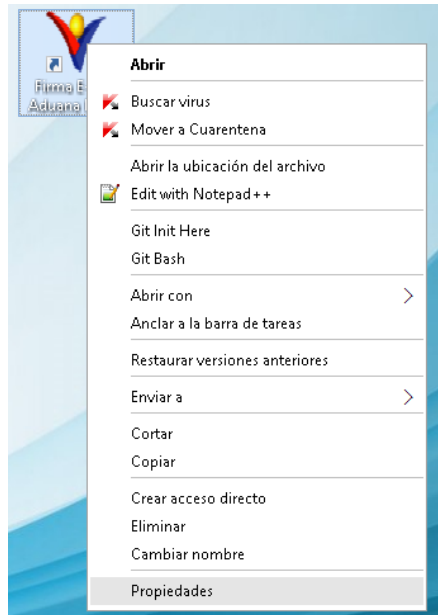 Firma E
Aduana
Abrir
Buscar virus
Mover a Cuarentena
Abrir la ubicación del archivo
Edit with Notepad++
Git Init Here
Git Bash
Abrir con
Anclar a la barra de tareas
Restaurar versiones anteriores
Enviar a
Cortar
Copiar
Crear acceso directo
Eliminar
Cambiar nombre
Propiedades